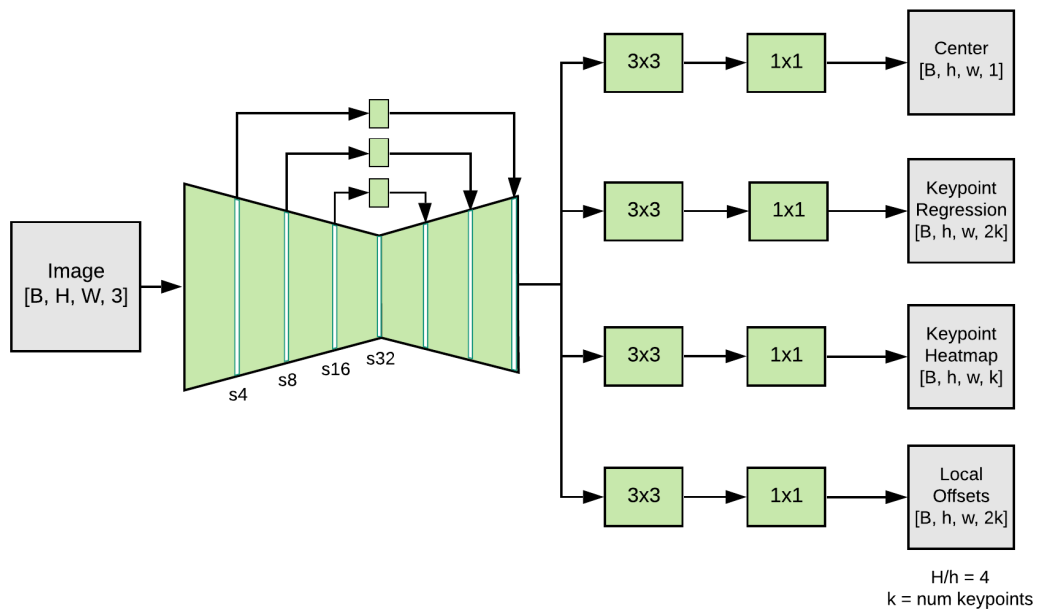 Image
[B, H, W, 3]
s4
s8
s16
s32
3x3
1x1
Center
[B, h, w, 1]
3x3
1x1
Keypoint
Regression
[B, h, w, 2k]
3x3
1x1
Keypoint
Heatmap
[B, h, w, k]
3x3
1x1
Local
Offsets
[B, h, w, 2k]
H/h = 4
k = num keypoints